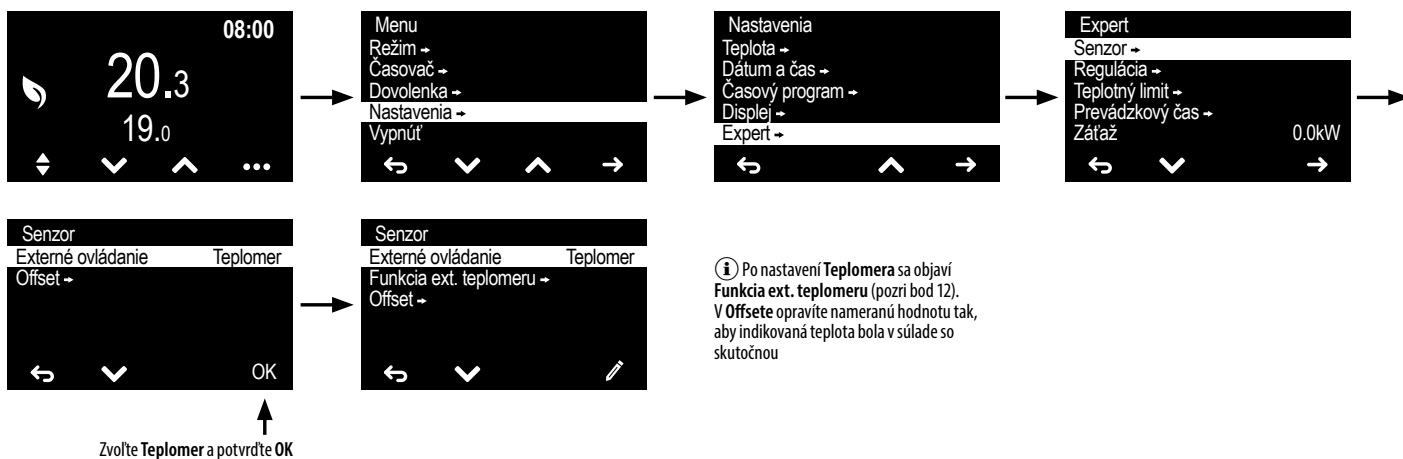 08:00
20.3
19.0
Menu
Režim →
Časovač →
Dovolenka →
Nastavenia →
Vypnúť
Nastavenia
Teplota →
Dátum a čas →
Časový program →
Displej →
Expert →
Expert
Senzor →
Regulácia →
Teplotný limit →
Prevádzkový čas →
Záťaž 0.0kW
Senzor
Externé ovládanie Teplomer
Offset →
OK
Zvoľte Teplomer a potvrďte OK
Senzor
Externé ovládanie Teplomer
Funkcia ext. teplomeru →
Offset →
i Po nastavení Teplomera sa objaví
Funkcia ext. teplomeru (pozri bod 12).
V Offsete opravíte nameranú hodnotu tak,
aby indikovaná teplota bola v súlade so
skutočnou